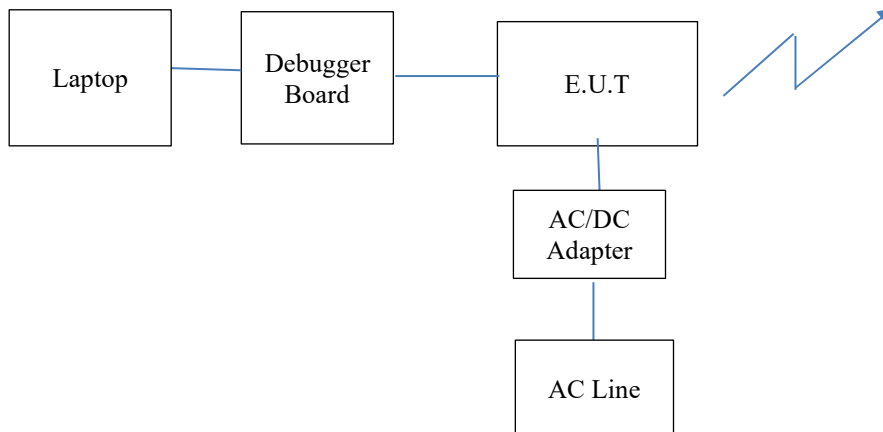 Laptop
Debugger
Board
E.U.T
AC/DC
Adapter
AC Line